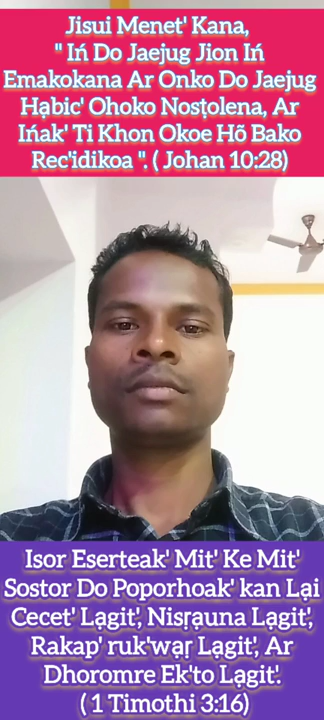 Jisui Menet' Kana,
" Iń Do Jaejug Jion Iń
Emakokana Ar Onko Do Jaejug
Hạbic' Ohoko Nosṭolena, Ar
Ińak' Ti Khon Okoe Hõ Bako
Rec'idikoa ". ( Johan 10:28)
Isor Eserteak' Mit' Ke Mit'
Sostor Do Poporhoak' kan Lại
Cecet' Lạgit', Nisṛạuna Lạgit',
Rakap' ruk'wạṛ Lạgit', Ar
Dhoromre Ek'to Lạgit'.
( 1 Timothi 3:16)